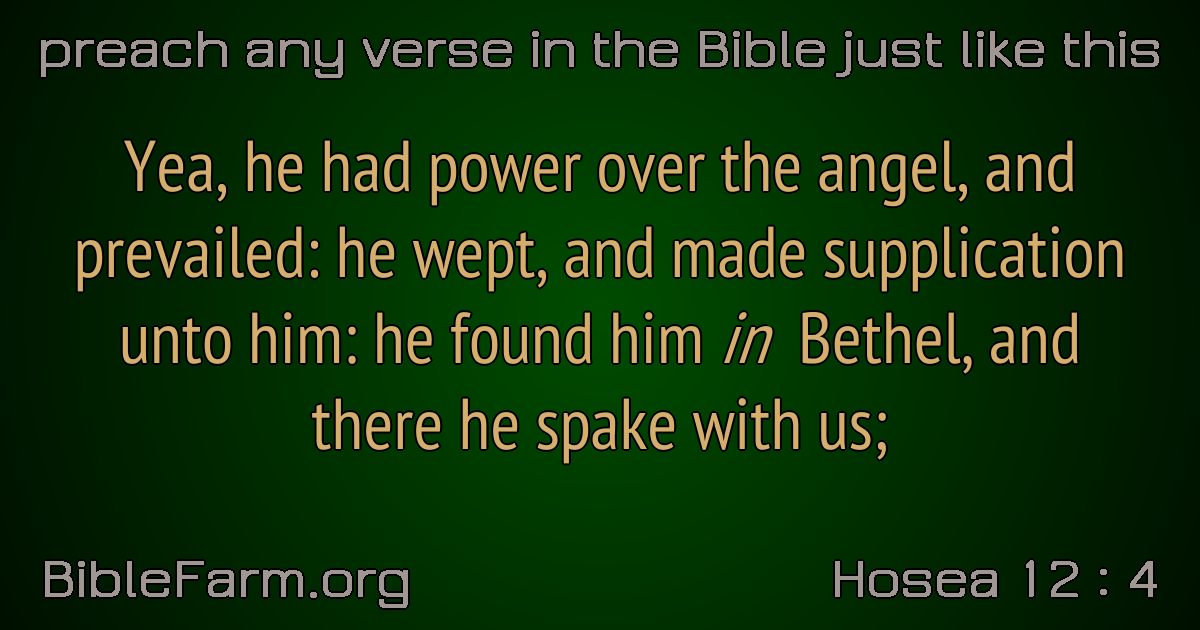 preach any verse in the Bible just like this
Yea, he had power over the angel, and
prevailed: he wept, and made supplication
unto him: he found him in Bethel, and
there he spake with us;
BibleFarm.org
Hosea 12 : 4